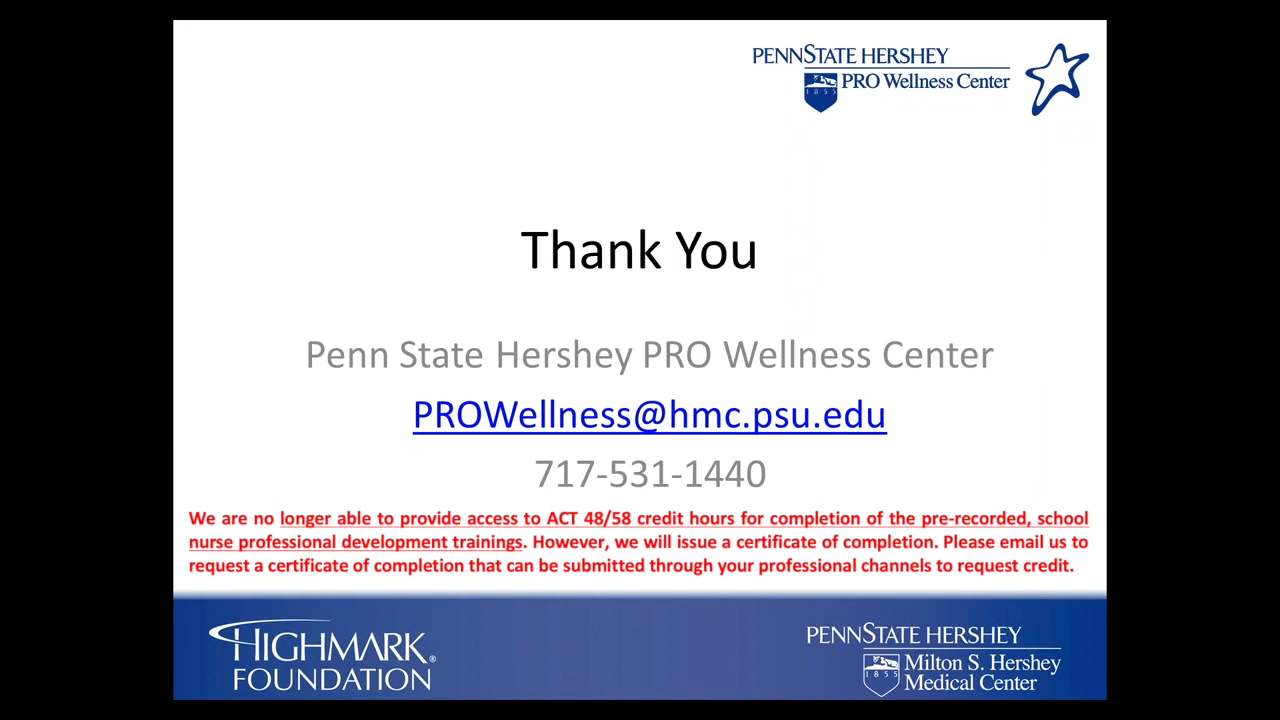 PENNSTATE HERSHEY
PRO Wellness Center
1855
Thank You
Penn State Hershey PRO Wellness Center
PROWellness@hmc.psu.edu
717-531-1440
We are no longer able to provide access to ACT 48/58 credit hours for completion of the pre-recorded, school
nurse professional development trainings. However, we will issue a certificate of completion. Please email us to
request a certificate of completion that can be submitted through your professional channels to request credit.
HIGHMARK®
FOUNDATION
PENNSTATE HERSHEY
Milton S. Hershey
1855
Medical Center